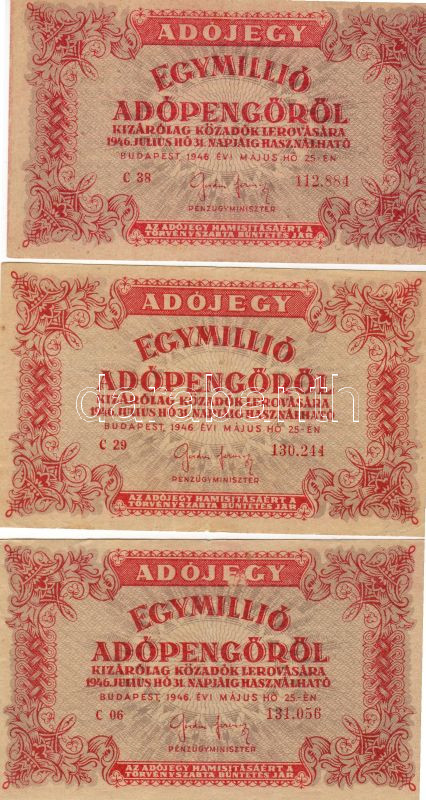 ADÓJEGY
EGYMILLIÓ
ADÓPENGŐRŐL
KIZÁRÓLAG KÖZADÓK LEROVÁSÁRA
1946. JULIUS HÓ 31. NAPJÁIG HASZNÁLHATÓ
BUDAPEST, 1946. ÉVI MÁJUS HÓ 25-ÉN
C 38 112.884
PÉNZÜGYMINISZTER
AZ ADÓJEGY HAMISITÁSÁÉRT A
TÖRVÉNYSZABTA BÜNTETÉS JÁR
ADÓJEGY
EGYMILLIÓ
ADÓPENGŐRŐL
KIZÁRÓLAG KÖZADÓK LEROVÁSÁRA
1946. JULIUS HÓ 31. NAPJÁIG HASZNÁLHATÓ
BUDAPEST, 1946. ÉVI MÁJUS HÓ 25-ÉN
C 29 130.244
PÉNZÜGYMINISZTER
AZ ADÓJEGY HAMISITÁSÁÉRT A
TÖRVÉNYSZABTA BÜNTETÉS JÁR
ADÓJEGY
EGYMILLIÓ
ADÓPENGŐRŐL
KIZÁRÓLAG KÖZADÓK LEROVÁSÁRA
1946. JULIUS HÓ 31. NAPJÁIG HASZNÁLHATÓ
BUDAPEST, 1946. ÉVI MÁJUS HÓ 25-ÉN
C 06 131.056
PÉNZÜGYMINISZTER
AZ ADÓJEGY HAMISITÁSÁÉRT A
TÖRVÉNYSZABTA BÜNTETÉS JÁR